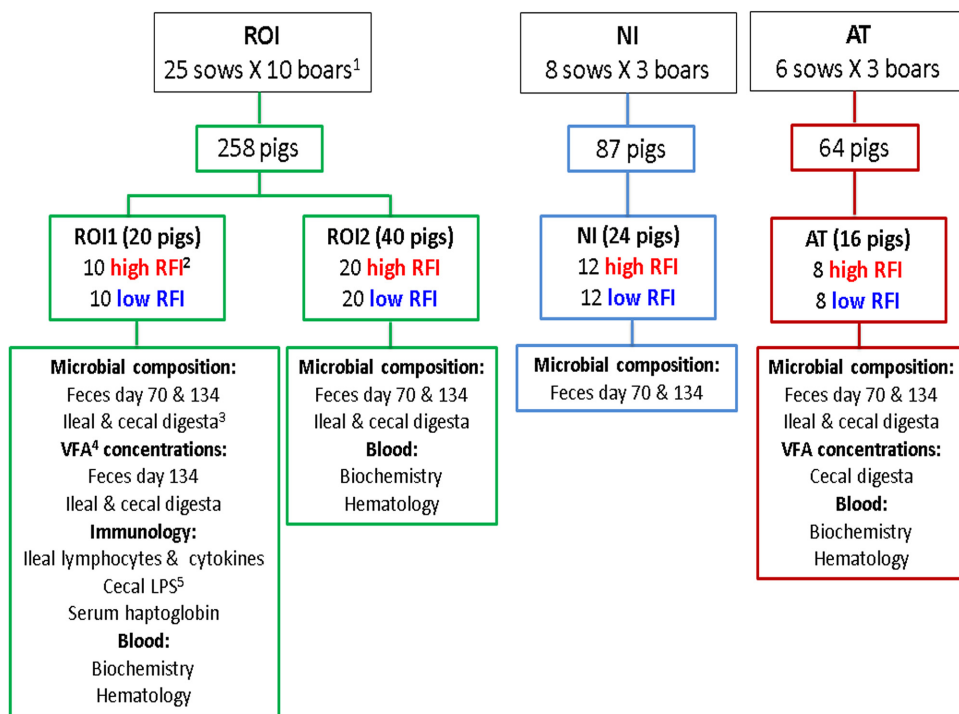 ROI
25 sows X 10 boars¹
258 pigs
ROI1 (20 pigs)
10 high RFI²
10 low RFI
Microbial composition:
Feces day 70 & 134
Ileal & cecal digesta³
VFA⁴ concentrations:
Feces day 134
Ileal & cecal digesta
Immunology:
Ileal lymphocytes & cytokines
Cecal LPS⁵
Serum haptoglobin
Blood:
Biochemistry
Hematology
ROI2 (40 pigs)
20 high RFI
20 low RFI
Microbial composition:
Feces day 70 & 134
Ileal & cecal digesta
Blood:
Biochemistry
Hematology
NI
8 sows X 3 boars
87 pigs
NI (24 pigs)
12 high RFI
12 low RFI
Microbial composition:
Feces day 70 & 134
AT
6 sows X 3 boars
64 pigs
AT (16 pigs)
8 high RFI
8 low RFI
Microbial composition:
Feces day 70 & 134
Ileal & cecal digesta
VFA concentrations:
Cecal digesta
Blood:
Biochemistry
Hematology